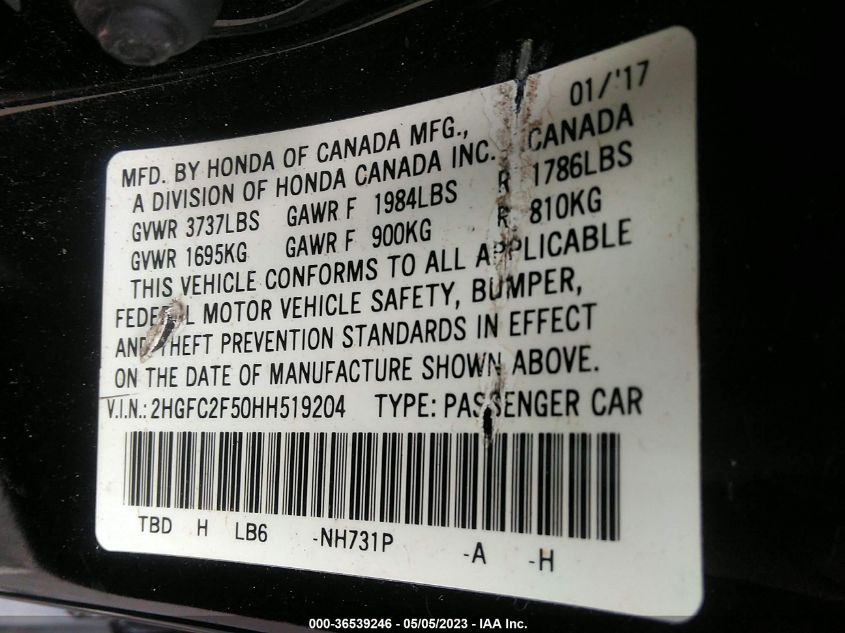 01/'17
MFD. BY HONDA OF CANADA MFG., CANADA
A DIVISION OF HONDA CANADA INC.
GVWR 3737LBS GAWR F 1984LBS R 1786LBS
GVWR 1695KG GAWR F 900KG R 810KG
THIS VEHICLE CONFORMS TO ALL APPLICABLE
FEDERAL MOTOR VEHICLE SAFETY, BUMPER,
AND THEFT PREVENTION STANDARDS IN EFFECT
ON THE DATE OF MANUFACTURE SHOWN ABOVE.
V.I.N.: 2HGFC2F50HH519204 TYPE: PASSENGER CAR
TBD H LB6 -NH731P -A -H
000-36539246 - 05/05/2023 - IAA Inc.